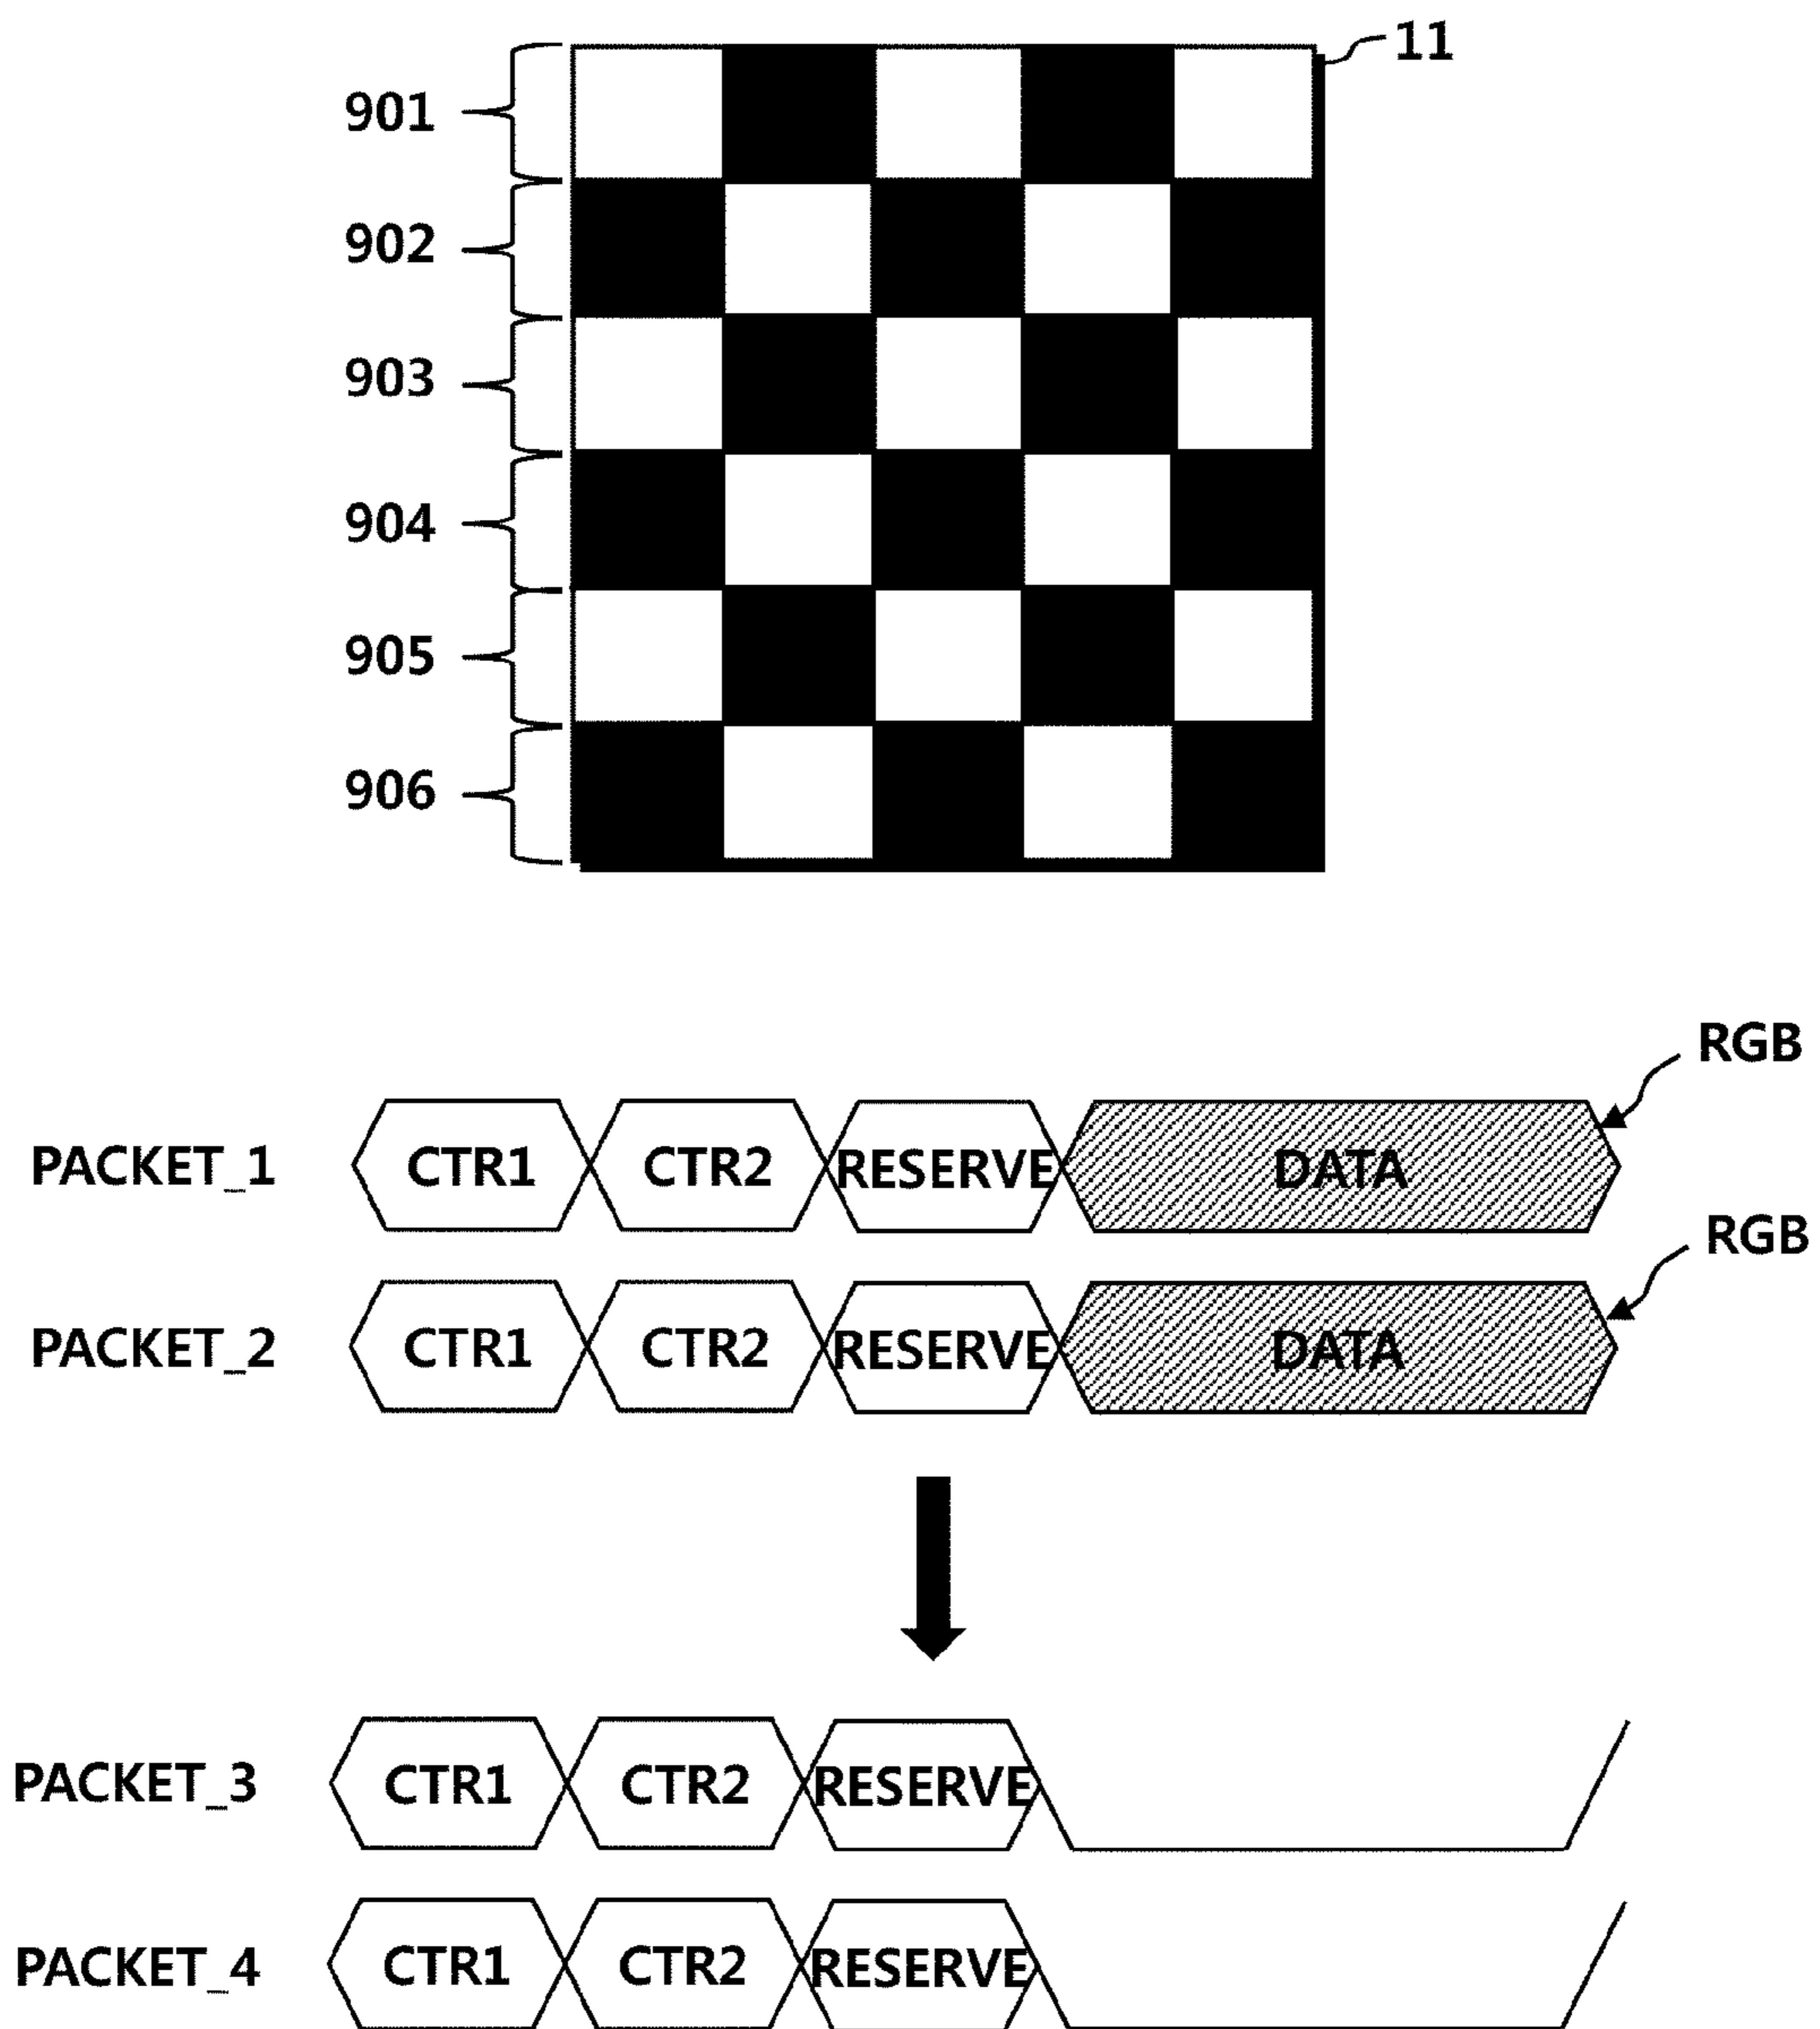 11
901
902
903
904
905
906
RGB
PACKET_1 CTR1 CTR2 RESERVE DATA
RGB
PACKET_2 CTR1 CTR2 RESERVE DATA
PACKET_3 CTR1 CTR2 RESERVE
PACKET_4 CTR1 CTR2 RESERVE